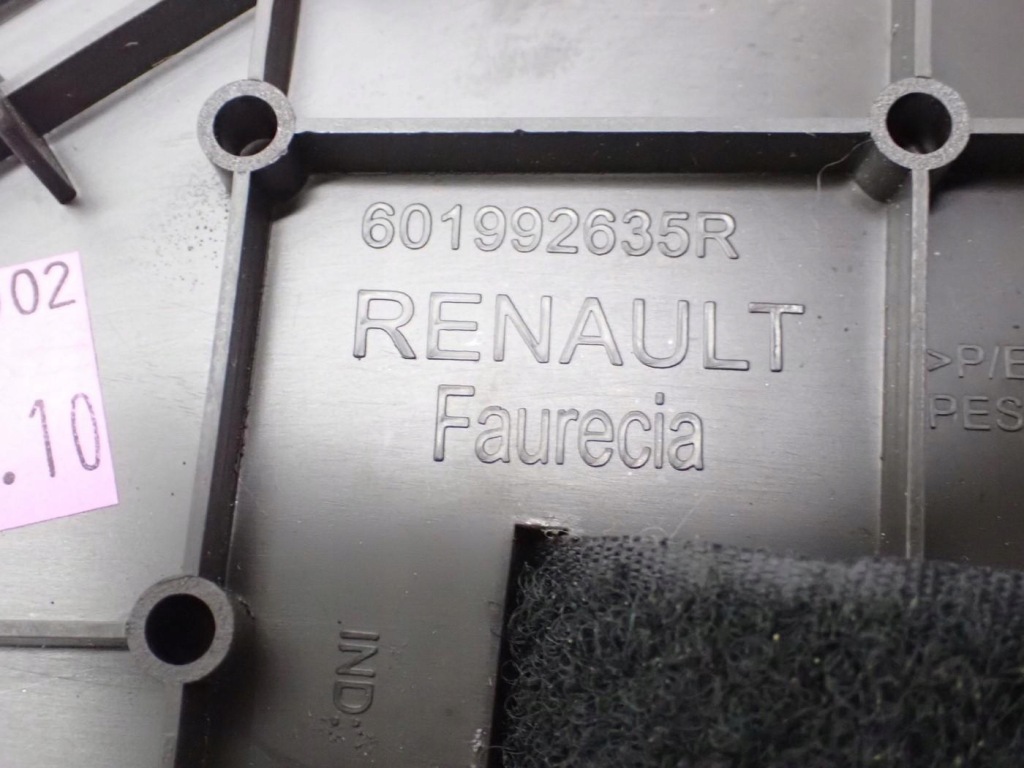 601992635R
RENAULT
Faurecia
02
.10
>P/E
PES
IND: